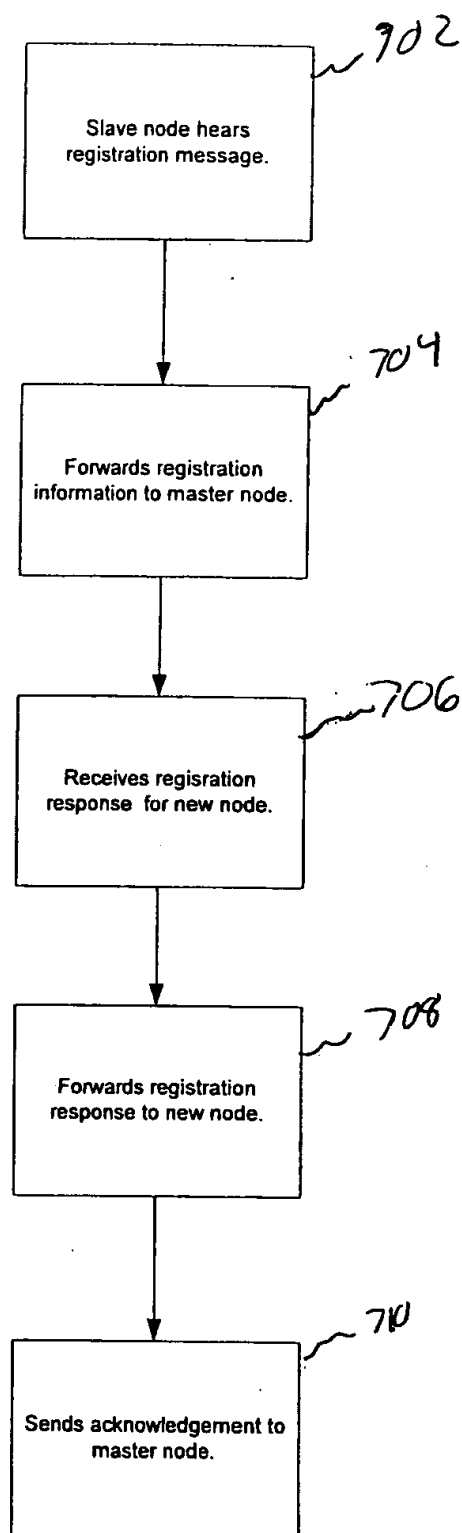 902
Slave node hears
registration message.
704
Forwards registration
information to master node.
706
Receives regisration
response for new node.
708
Forwards registration
response to new node.
710
Sends acknowledgement to
master node.